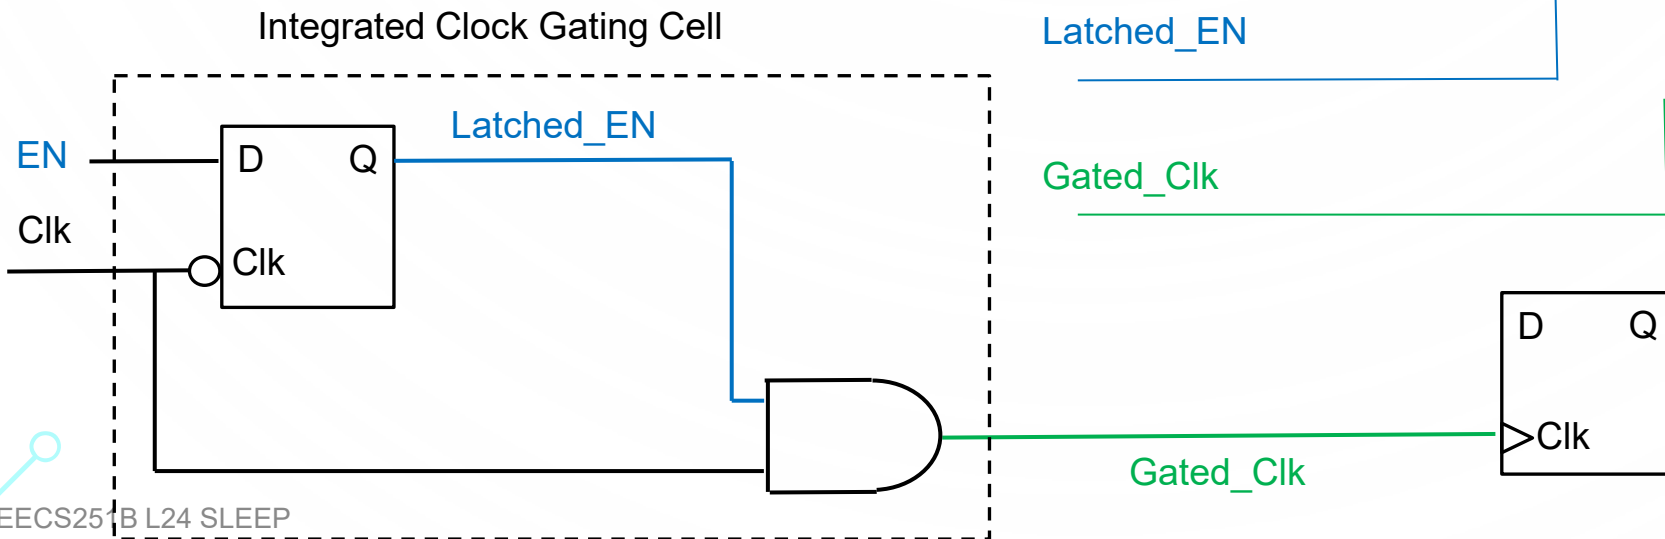 Integrated Clock Gating Cell
Latched_EN
Latched_EN
EN
D
Q
Clk
Clk
Gated_Clk
D
Q
Clk
Gated_Clk
EECS251B L24 SLEEP